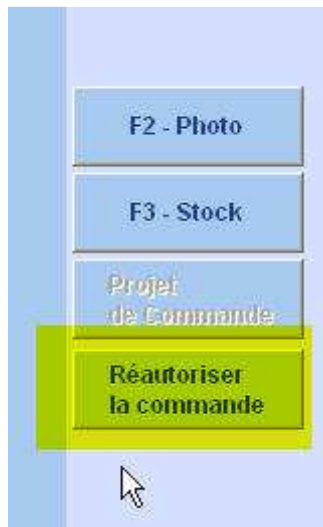 F2 - Photo
F3 - Stock
Projet
de Commande
Réautoriser
la commande